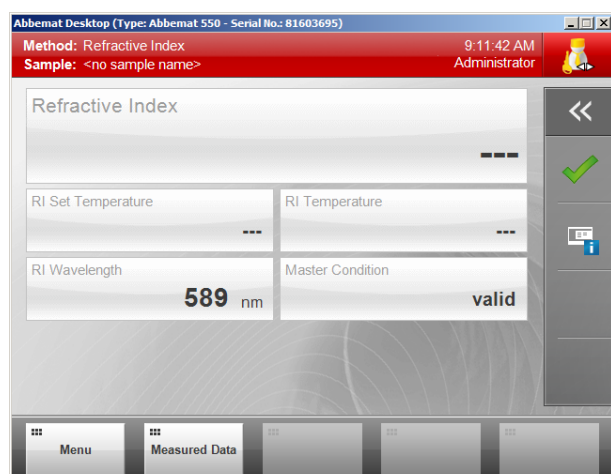 Abbemat Desktop (Type: Abbemat 550 - Serial No.: 81603695)
Method: Refractive Index 9:11:42 AM
Sample: <no sample name> Administrator
Refractive Index
---
RI Set Temperature RI Temperature
--- ---
RI Wavelength Master Condition
589 nm valid
Menu Measured Data